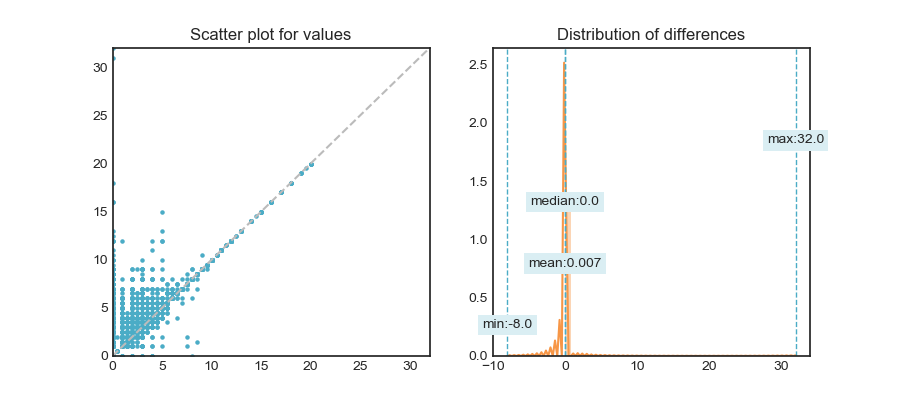 Scatter plot for values
30
25
20
15
10
5
0
0 5 10 15 20 25 30
Distribution of differences
2.5
2.0
1.5
1.0
0.5
0.0
max:32.0
median:0.0
mean:0.007
min:-8.0
−10 0 10 20 30